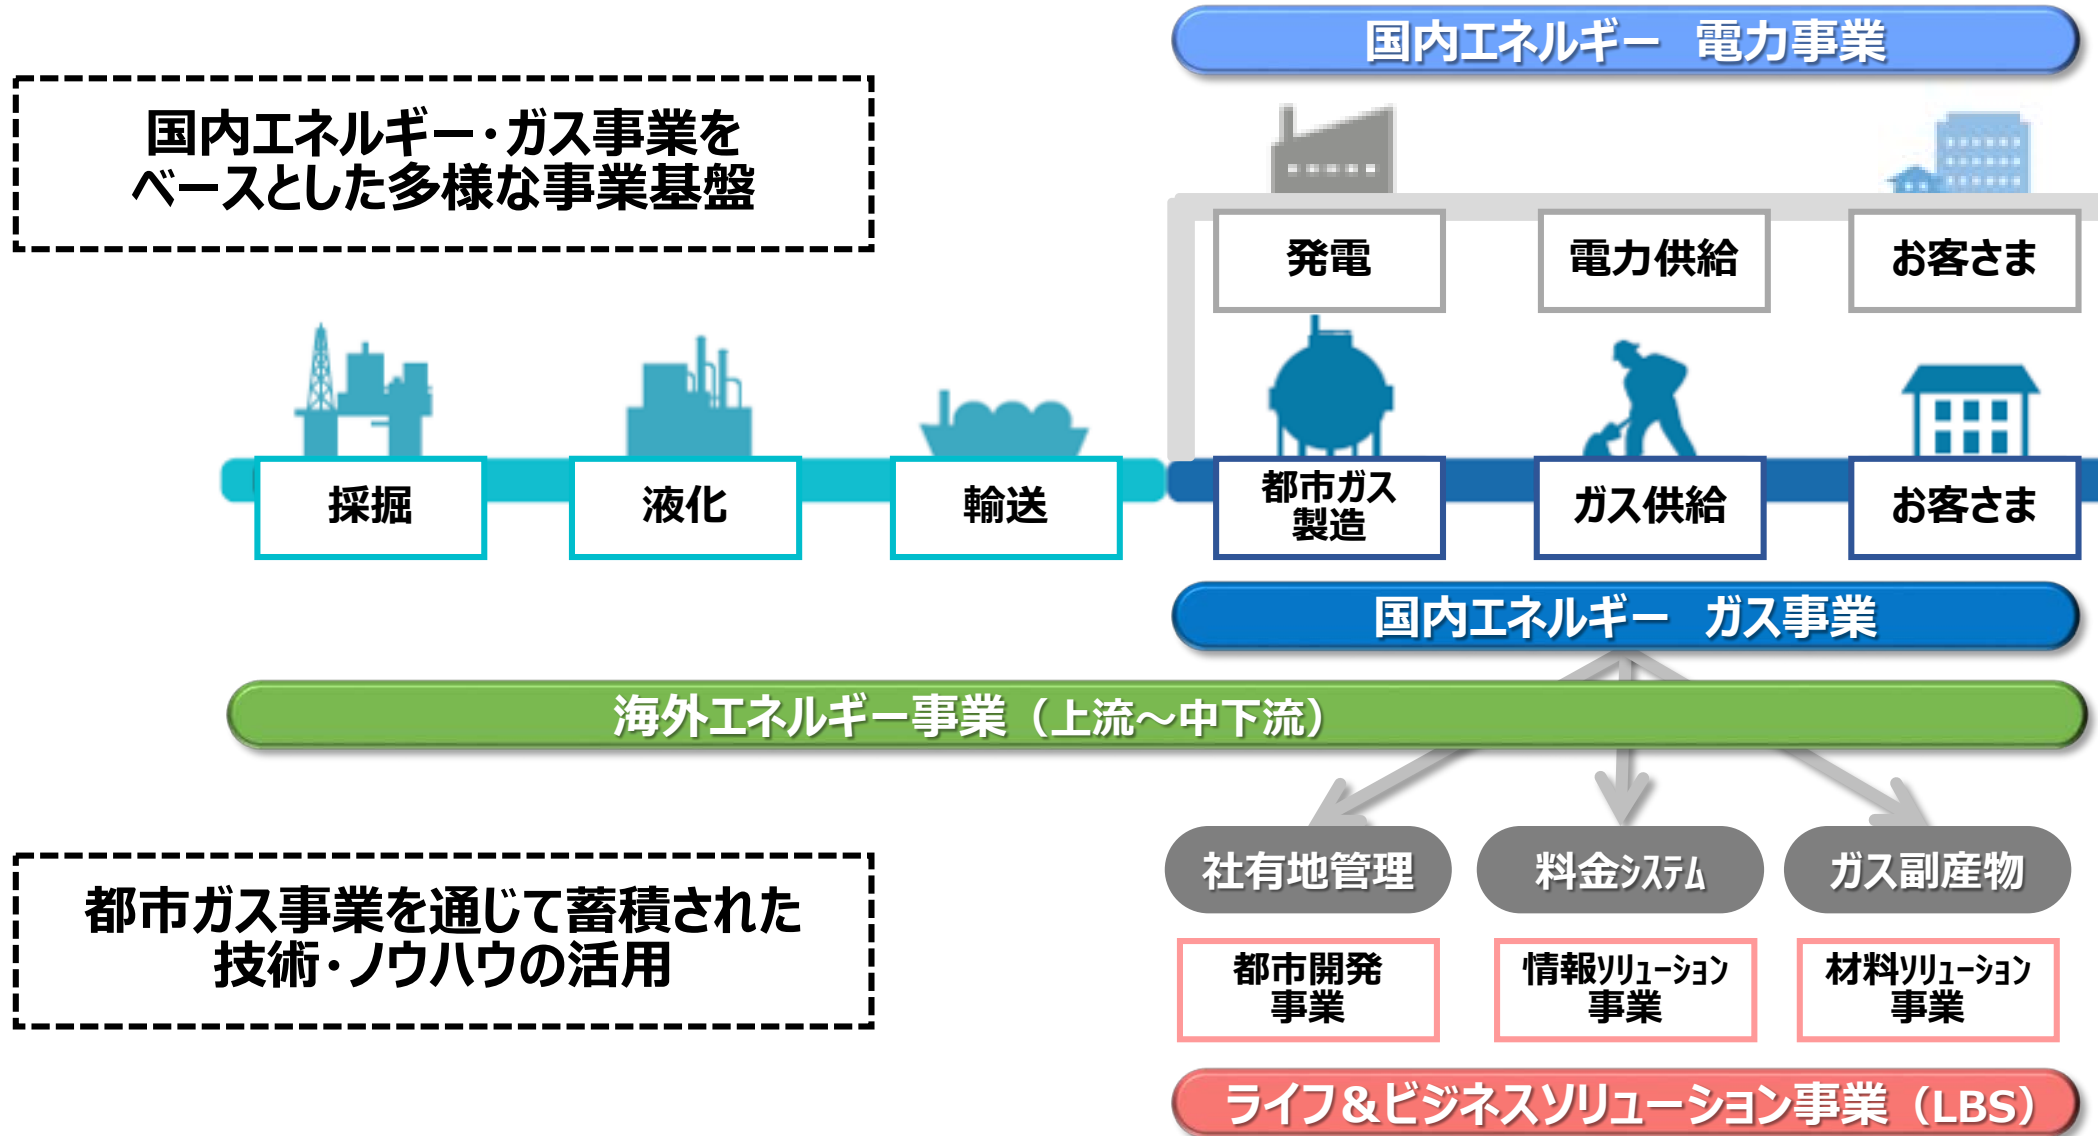 国内エネルギー　電力事業
国内エネルギー・ガス事業を
ベースとした多様な事業基盤
発電
電力供給
お客さま
採掘
液化
輸送
都市ガス
製造
ガス供給
お客さま
国内エネルギー　ガス事業
海外エネルギー事業（上流～中下流）
社有地管理
料金ｼｽﾃﾑ
ガス副産物
都市ガス事業を通じて蓄積された
技術・ノウハウの活用
都市開発
事業
情報ｿﾘｭｰｼｮﾝ
事業
材料ｿﾘｭｰｼｮﾝ
事業
ライフ&ビジネスソリューション事業（LBS）